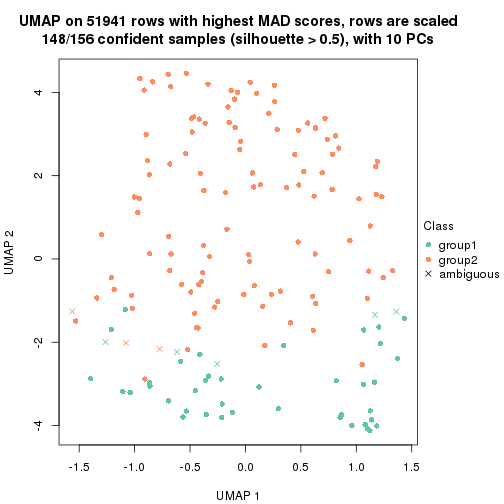 UMAP on 51941 rows with highest MAD scores, rows are scaled
148/156 confident samples (silhouette > 0.5), with 10 PCs
4
2
0
-2
-4
UMAP 2
-1.5 -1.0 -0.5 0.0 0.5 1.0 1.5
UMAP 1
Class
group1
group2
ambiguous